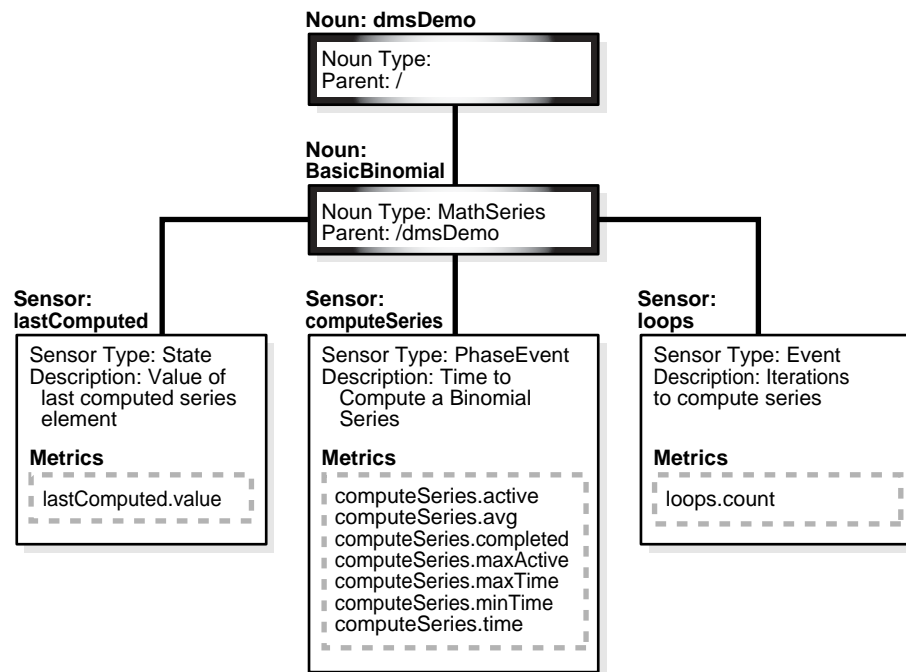 Noun: dmsDemo
Noun Type:
Parent: /
Noun:
BasicBinomial
Noun Type: MathSeries
Parent: /dmsDemo
Sensor:
lastComputed
Sensor Type: State
Description: Value of
last computed series
element
Metrics
lastComputed.value
Sensor:
computeSeries
Sensor Type: PhaseEvent
Description: Time to
Compute a Binomial
Series
Metrics
computeSeries.active
computeSeries.avg
computeSeries.completed
computeSeries.maxActive
computeSeries.maxTime
computeSeries.minTime
computeSeries.time
Sensor:
loops
Sensor Type: Event
Description: Iterations
to compute series
Metrics
loops.count